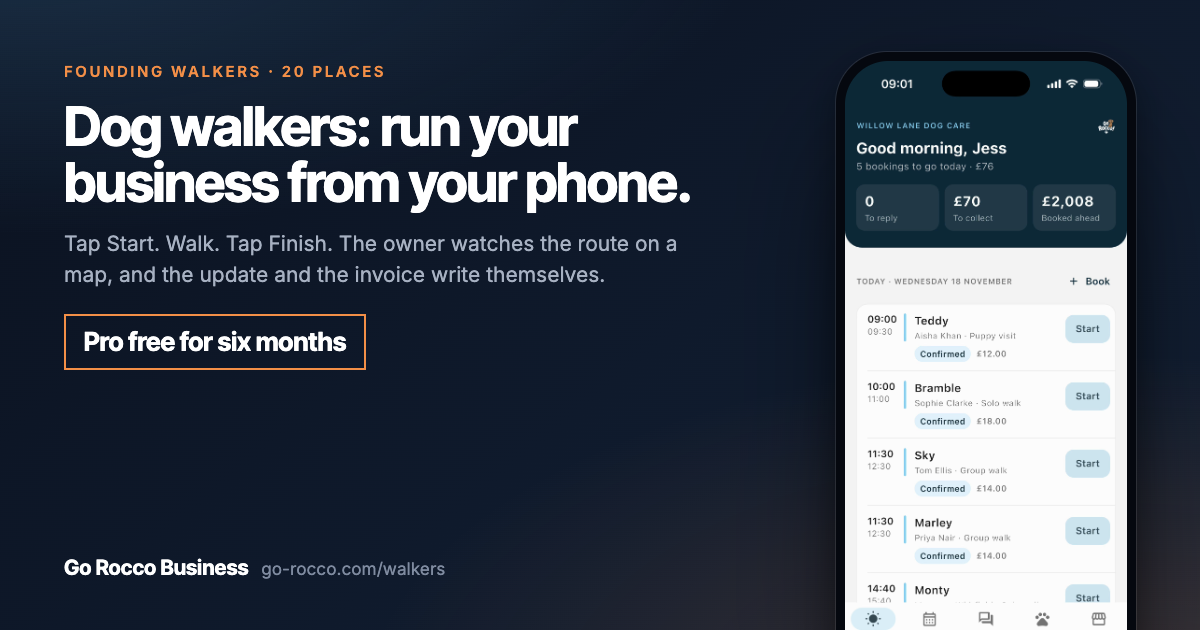 FOUNDING WALKERS · 20 PLACES
Dog walkers: run your
business from your phone.
Tap Start. Walk. Tap Finish. The owner watches the route on a
map, and the update and the invoice write themselves.
Pro free for six months
Go Rocco Business go-rocco.com/walkers
09:01
WILLOW LANE DOG CARE
Good morning, Jess
5 bookings to go today · £76
0
To reply
£70
To collect
£2,008
Booked ahead
TODAY · WEDNESDAY 18 NOVEMBER
+ Book
09:00 Teddy
09:30 Aisha Khan · Puppy visit
Confirmed £12.00
Start
10:00 Bramble
11:00 Sophie Clarke · Solo walk
Confirmed £18.00
Start
11:30 Sky
12:30 Tom Ellis · Group walk
Confirmed £14.00
Start
11:30 Marley
12:30 Priya Nair · Group walk
Confirmed £14.00
Start
14:40 Monty
15:40
Start